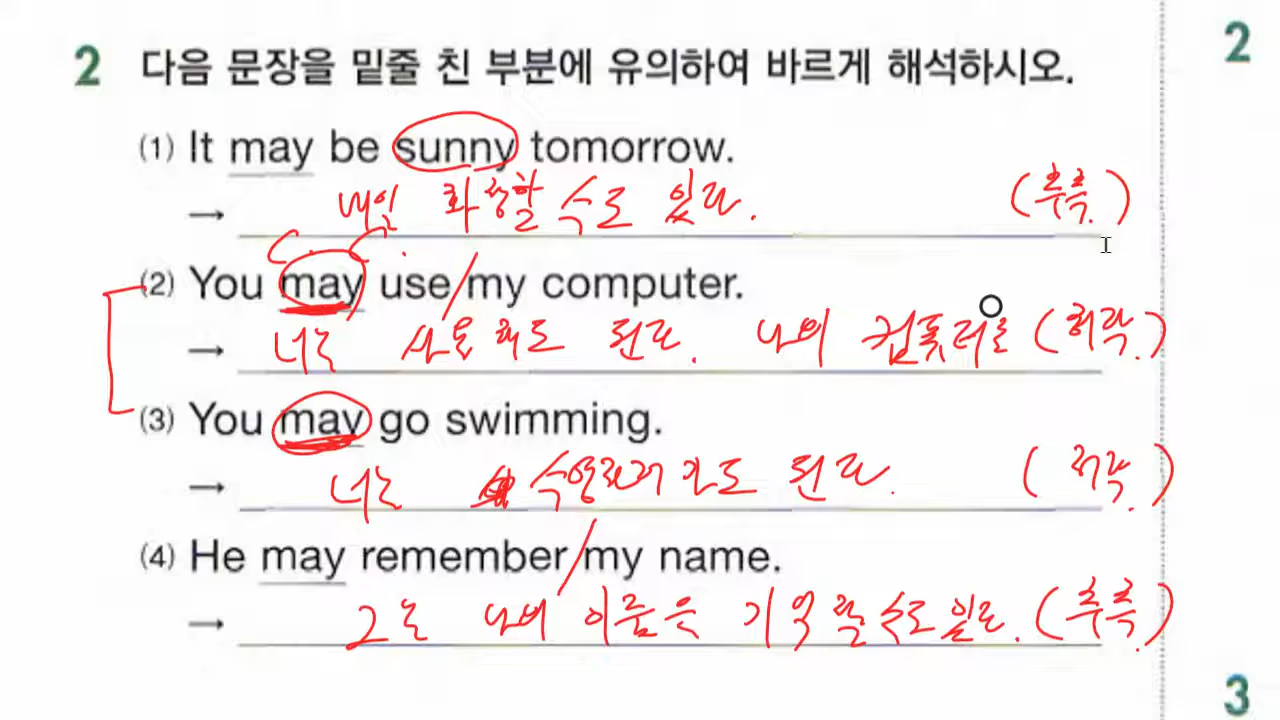 2 다음 문장을 밑줄 친 부분에 유의하여 바르게 해석하시오.
2
(1) It may be sunny tomorrow.
→ 내일 화창할 수도 있다. (추측.)
(2) You may use / my computer.
→ 너는 사용해도 된다. 나의 컴퓨터를 (허락.)
(3) You may go swimming.
→ 너는 수영하러 가도 된다. (허락.)
(4) He may remember / my name.
→ 그는 나의 이름을 기억할 수도 있다. (추측.)
3